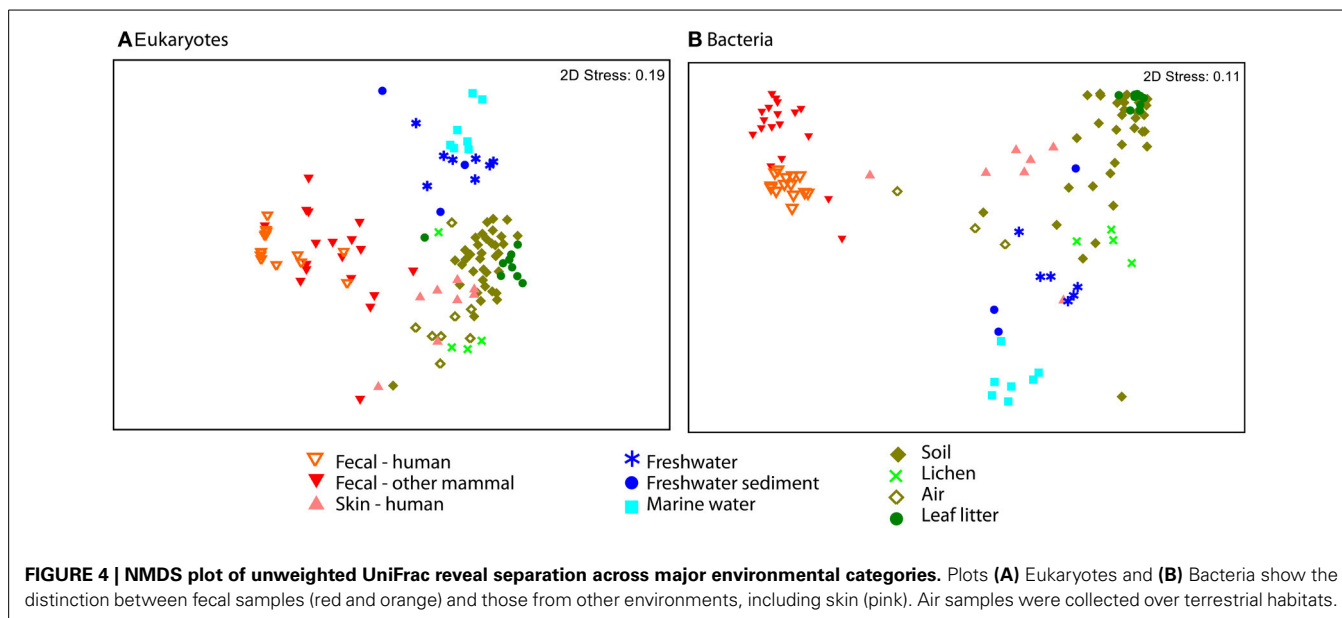 A Eukaryotes
2D Stress: 0.19
B Bacteria
2D Stress: 0.11
Fecal - human
Fecal - other mammal
Skin - human
Freshwater
Freshwater sediment
Marine water
Soil
Lichen
Air
Leaf litter
FIGURE 4 | NMDS plot of unweighted UniFrac reveal separation across major environmental categories. Plots (A) Eukaryotes and (B) Bacteria show the
distinction between fecal samples (red and orange) and those from other environments, including skin (pink). Air samples were collected over terrestrial habitats.